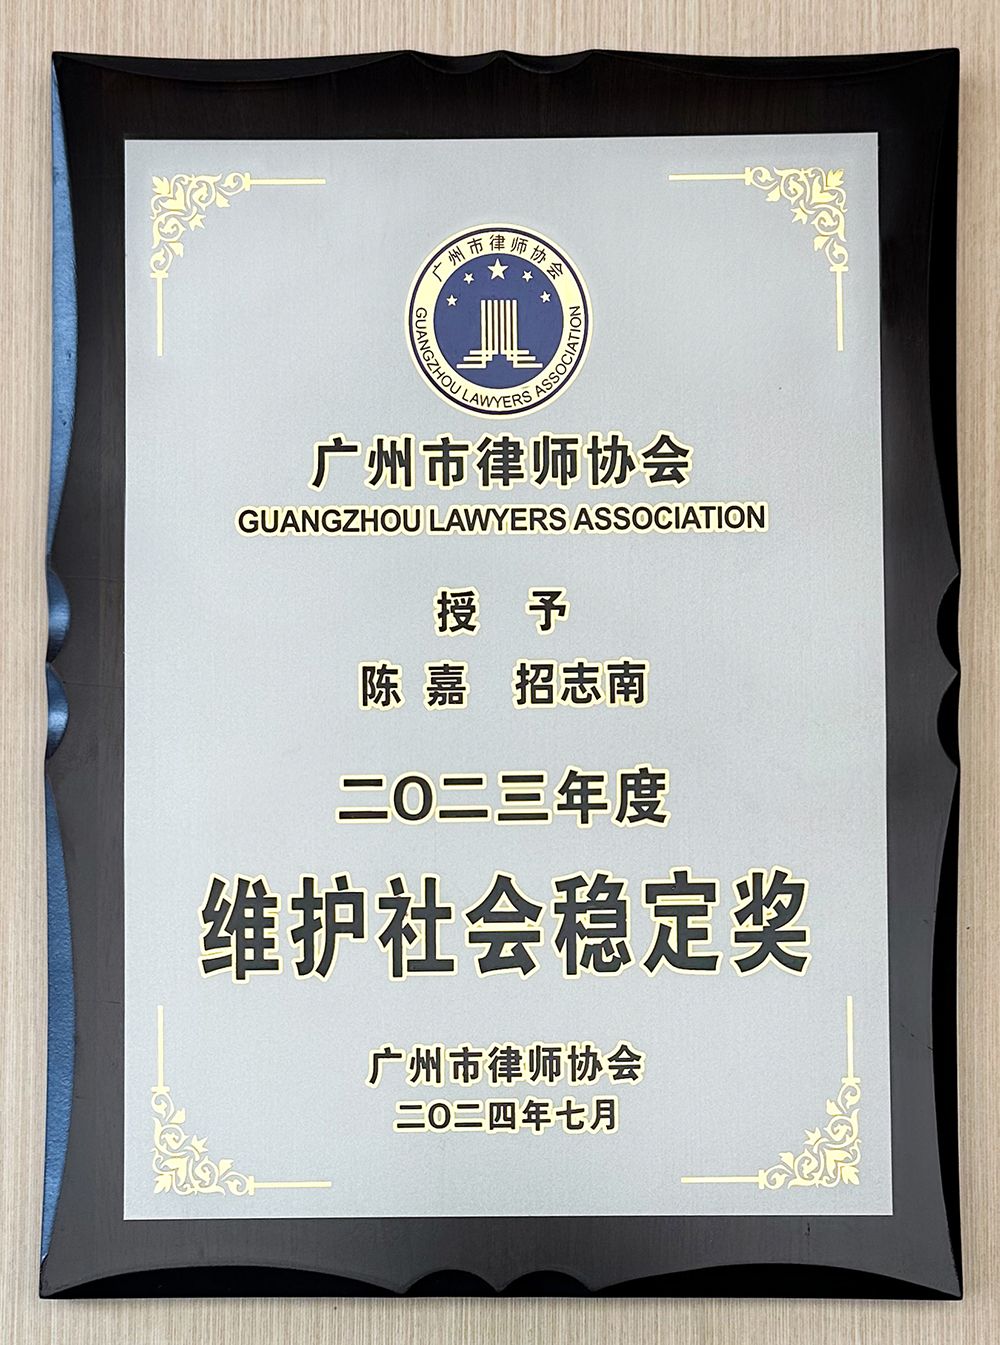 广州市律师协会
GUANGZHOU LAWYERS ASSOCIATION
广州市律师协会
GUANGZHOU LAWYERS ASSOCIATION
授 予
陈 嘉 招志南
二O二三年度
维护社会稳定奖
广州市律师协会
二O二四年七月